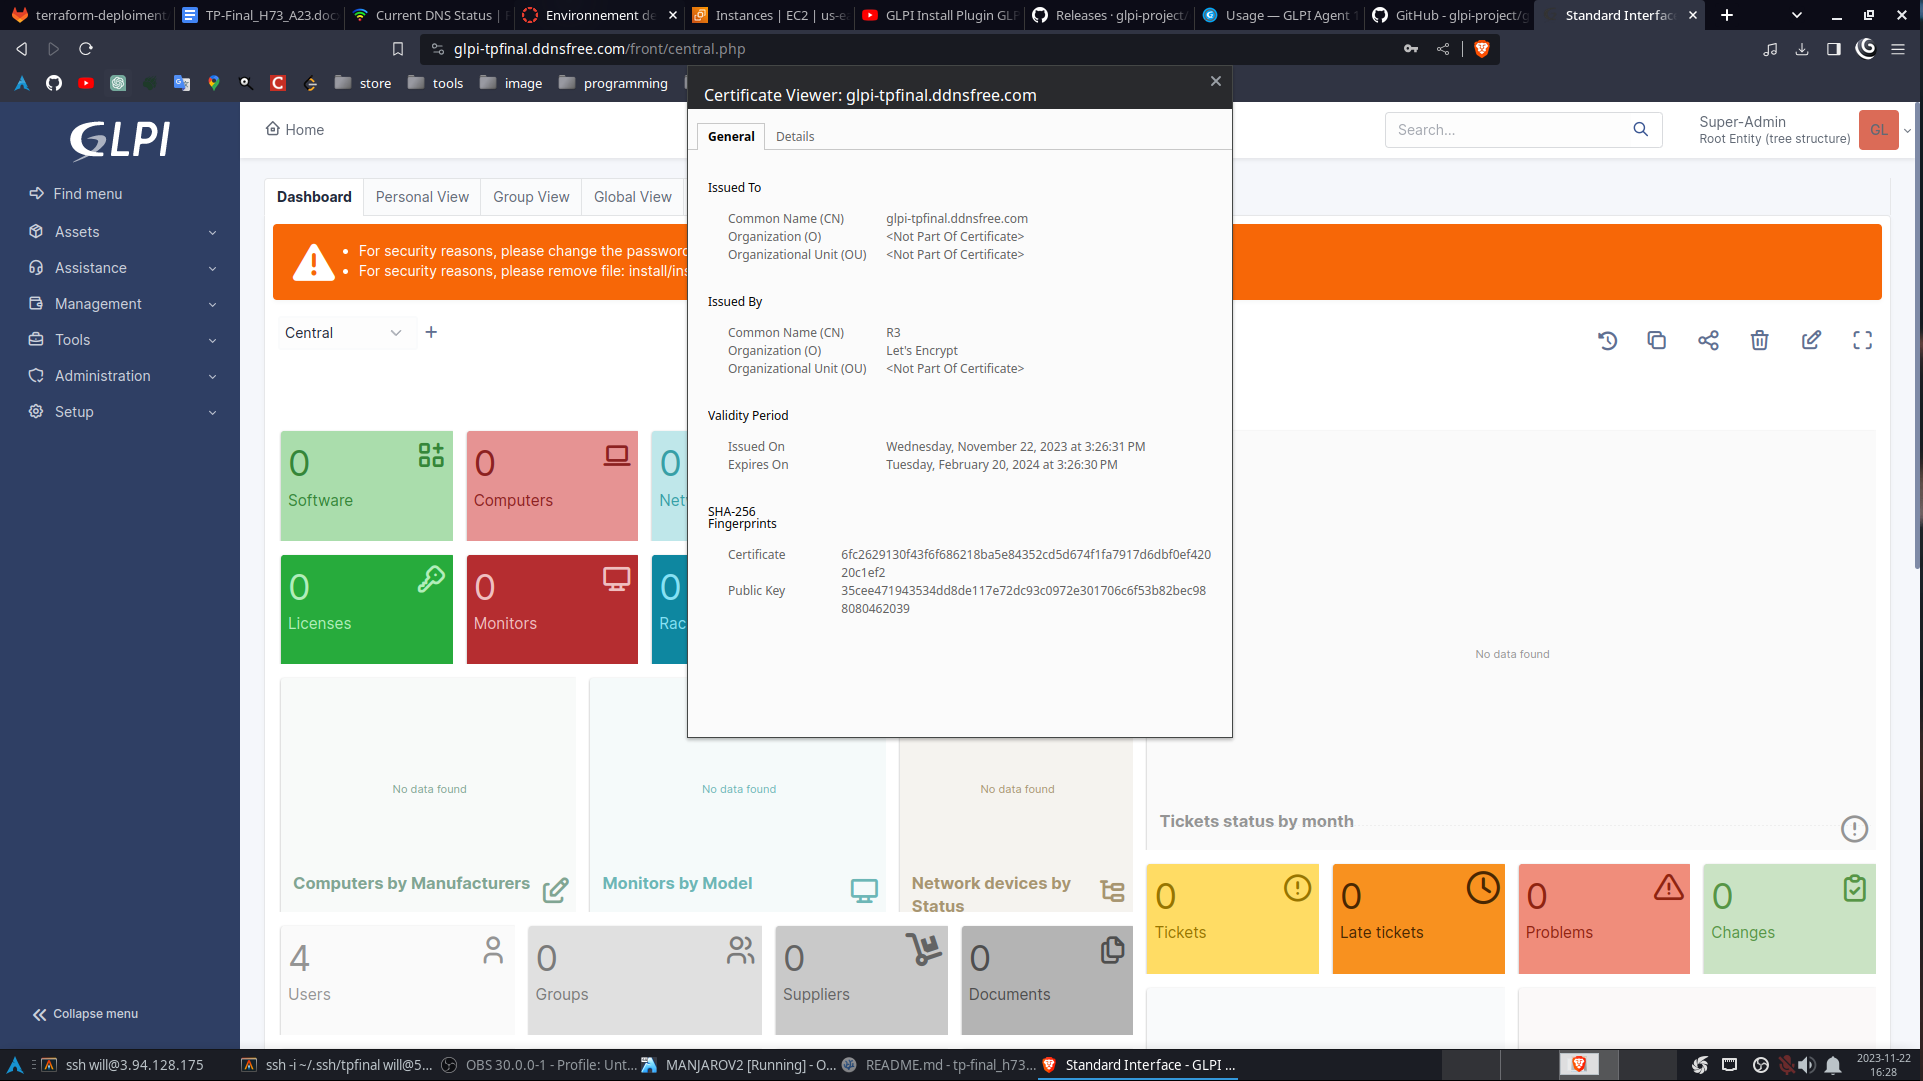 terraform-deploiment
TP-Final_H73_A23.doc
Current DNS Status |
Environnement de
Instances | EC2 | us-e
GLPI Install Plugin GLP
Releases · glpi-project/
Usage — GLPI Agent 1
GitHub - glpi-project/g
Standard Interfac
glpi-tpfinal.ddnsfree.com/front/central.php
store
tools
image
programming
Certificate Viewer: glpi-tpfinal.ddnsfree.com
General
Details
Issued To
Common Name (CN) glpi-tpfinal.ddnsfree.com
Organization (O) <Not Part Of Certificate>
Organizational Unit (OU) <Not Part Of Certificate>
Issued By
Common Name (CN) R3
Organization (O) Let's Encrypt
Organizational Unit (OU) <Not Part Of Certificate>
Validity Period
Issued On Wednesday, November 22, 2023 at 3:26:31 PM
Expires On Tuesday, February 20, 2024 at 3:26:30 PM
SHA-256
Fingerprints
Certificate 6fc2629130f43f6f686218ba5e84352cd5d674f1fa7917d6dbf0ef420
20c1ef2
Public Key 35cee471943534dd8de117e72dc93c0972e301706c6f53b82bec98
8080462039
GLPI
Find menu
Assets
Assistance
Management
Tools
Administration
Setup
Collapse menu
Home
Search...
Super-Admin
Root Entity (tree structure)
GL
Dashboard
Personal View
Group View
Global View
For security reasons, please change the password
For security reasons, please remove file: install/ins
Central
0
Software
0
Computers
0
Net
0
Licenses
0
Monitors
0
Rac
No data found
Computers by Manufacturers
No data found
Monitors by Model
No data found
Network devices by
Status
No data found
Tickets status by month
0
Tickets
0
Late tickets
0
Problems
0
Changes
4
Users
0
Groups
0
Suppliers
0
Documents
ssh will@3.94.128.175
ssh -i ~/.ssh/tpfinal will@5...
OBS 30.0.0-1 - Profile: Unt...
MANJAROV2 [Running] - O...
README.md - tp-final_h73...
Standard Interface - GLPI ...
2023-11-22
16:28